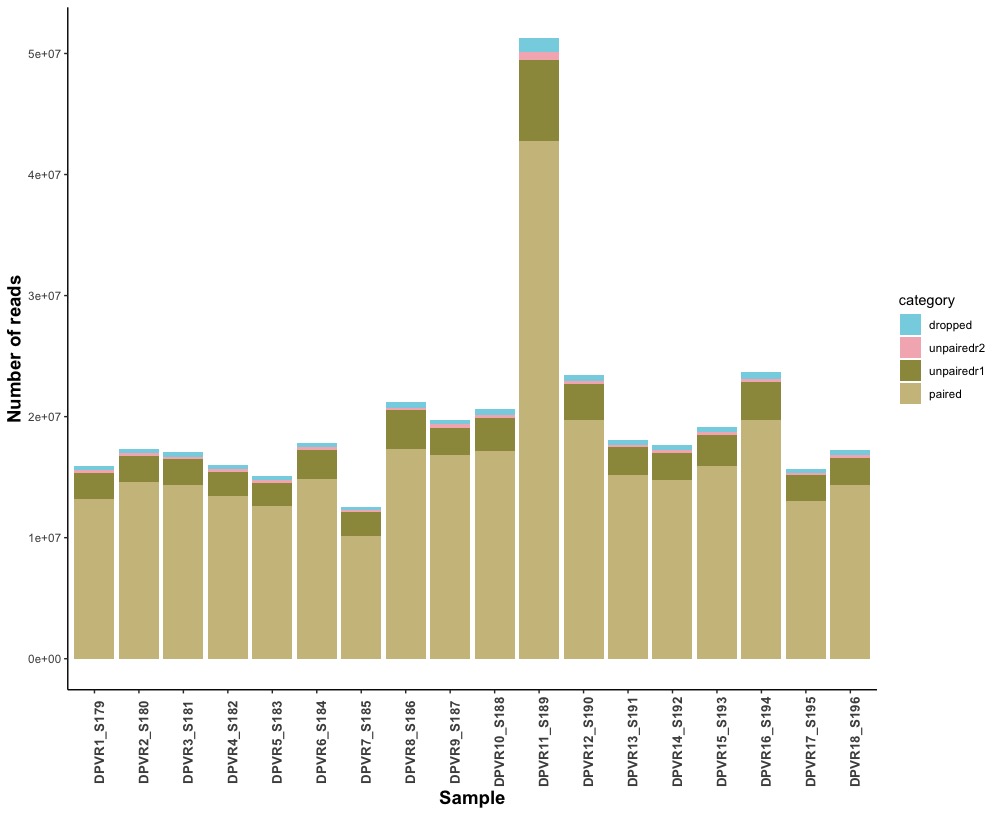 Number of reads
5e+07
4e+07
3e+07
2e+07
1e+07
0e+00
DPVR1_S179
DPVR2_S180
DPVR3_S181
DPVR4_S182
DPVR5_S183
DPVR6_S184
DPVR7_S185
DPVR8_S186
DPVR9_S187
DPVR10_S188
DPVR11_S189
DPVR12_S190
DPVR13_S191
DPVR14_S192
DPVR15_S193
DPVR16_S194
DPVR17_S195
DPVR18_S196
Sample
category
dropped
unpairedr2
unpairedr1
paired